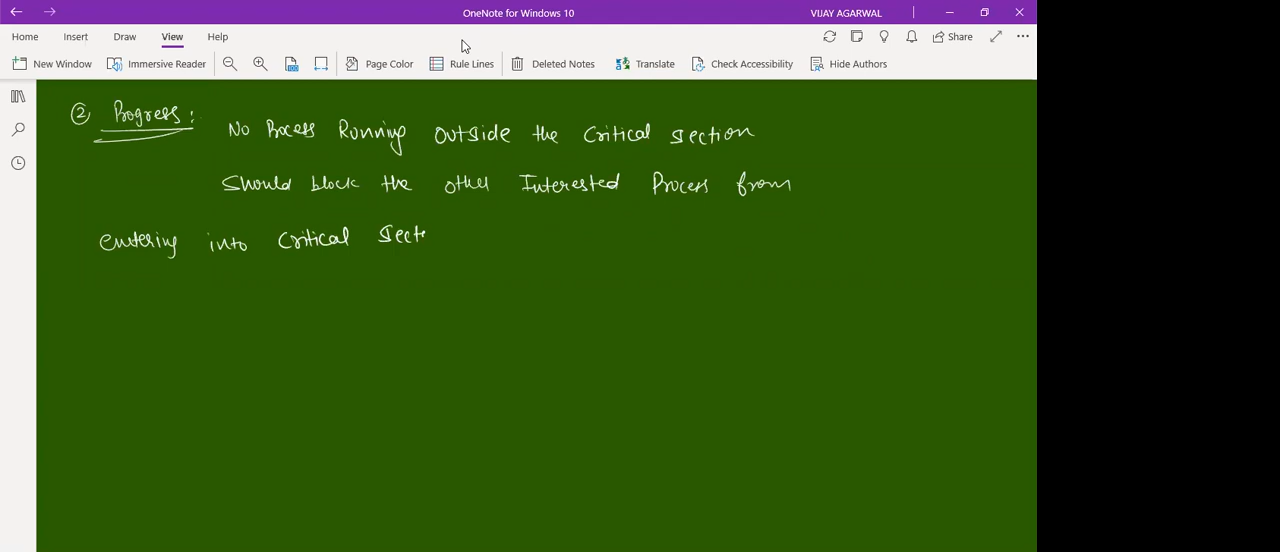 OneNote for Windows 10
VIJAY AGARWAL
Home Insert Draw View Help
Share
New Window Immersive Reader Page Color Rule Lines Deleted Notes Translate Check Accessibility Hide Authors
② Progress:
No Process Running Outside the Critical Section
Should block the other Interested Process from
entering into Critical Sect